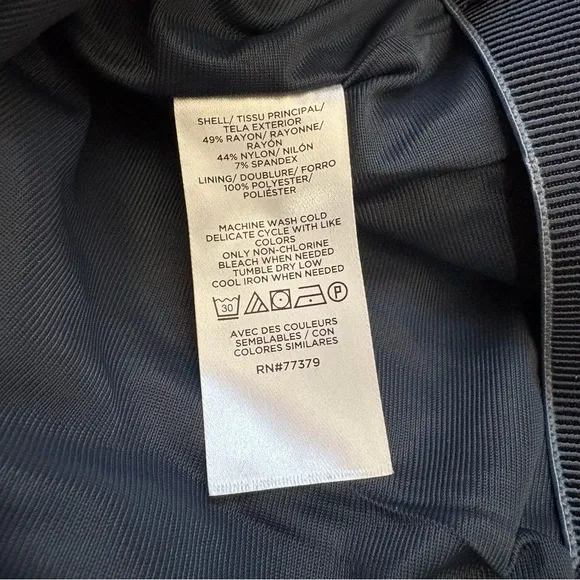 SHELL/ TISSU PRINCIPAL/
TELA EXTERIOR
49% RAYON/ RAYONNE/
RAYÓN
44% NYLON/ NILÓN
7% SPANDEX
LINING/ DOUBLURE/ FORRO
100% POLYESTER/
POLIÉSTER
MACHINE WASH COLD
DELICATE CYCLE WITH LIKE
COLORS
ONLY NON-CHLORINE
BLEACH WHEN NEEDED
TUMBLE DRY LOW
COOL IRON WHEN NEEDED
30 P
AVEC DES COULEURS
SEMBLABLES / CON
COLORES SIMILARES
RN#77379